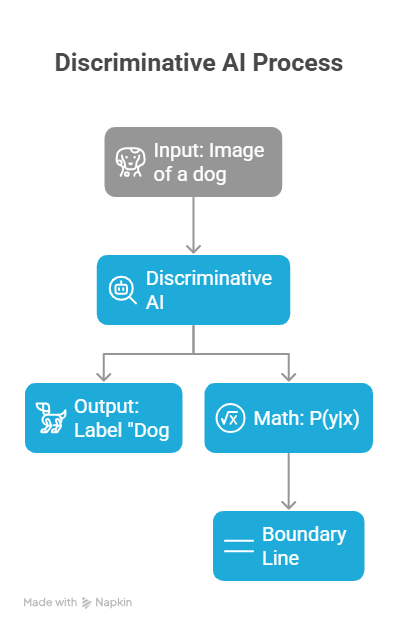 Discriminative AI Process
Input: Image
of a dog
Discriminative
AI
Output:
Label "Dog
√x
Math: P(y|x)
Boundary
Line
Made with Napkin